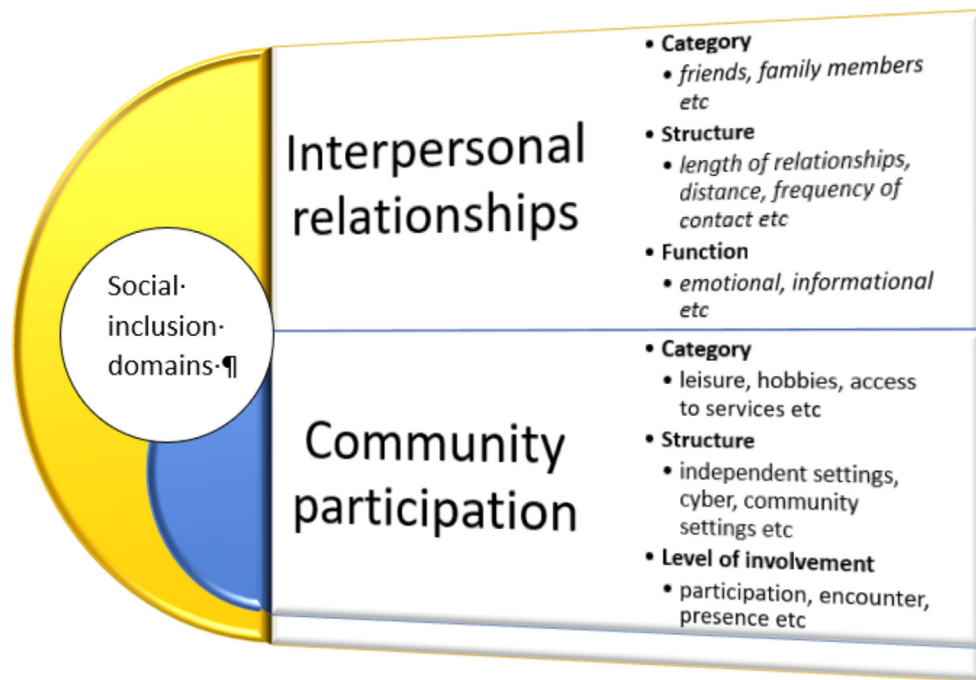 Social·
inclusion·
domains·¶
Interpersonal
relationships
• Category
• friends, family members
etc
• Structure
• length of relationships,
distance, frequency of
contact etc
• Function
• emotional, informational
etc
Community
participation
• Category
• leisure, hobbies, access
to services etc
• Structure
• independent settings,
cyber, community
settings etc
• Level of involvement
• participation, encounter,
presence etc